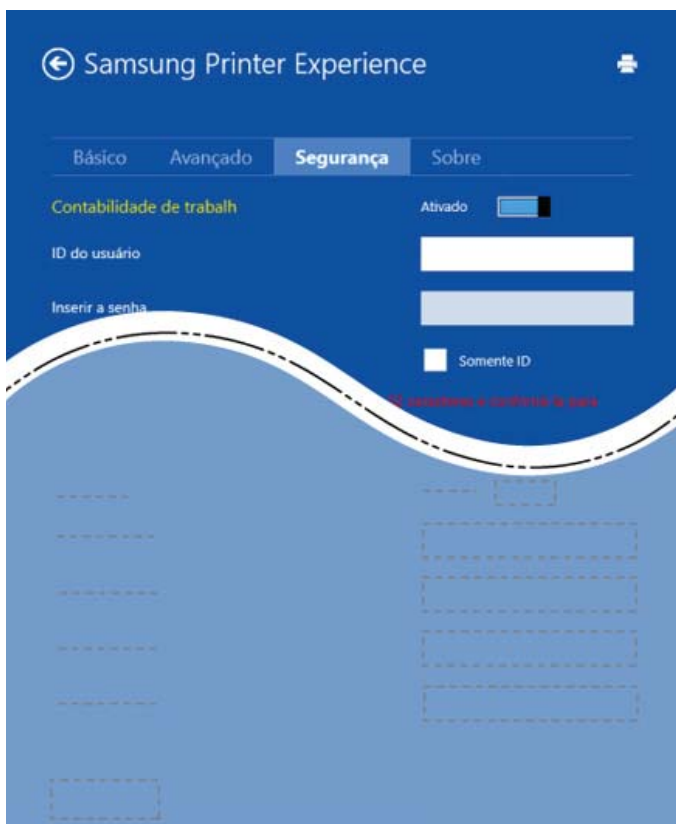 Samsung Printer Experience
Básico Avançado Segurança Sobre
Contabilidade de trabalh Ativado
ID do usuário
Inserir a senha
Somente ID